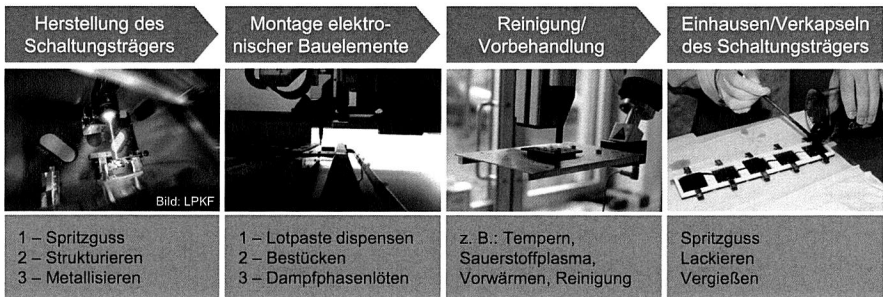 Herstellung des
Schaltungsträgers
Montage elektro-
nischer Bauelemente
Reinigung/
Vorbehandlung
Einhausen/Verkapseln
des Schaltungsträgers
Bild: LPKF
1 – Spritzguss
2 – Strukturieren
3 – Metallisieren
1 – Lotpaste dispensen
2 – Bestücken
3 – Dampfphasenlöten
z. B.: Tempern,
Sauerstoffplasma,
Vorwärmen, Reinigung
Spritzguss
Lackieren
Vergießen